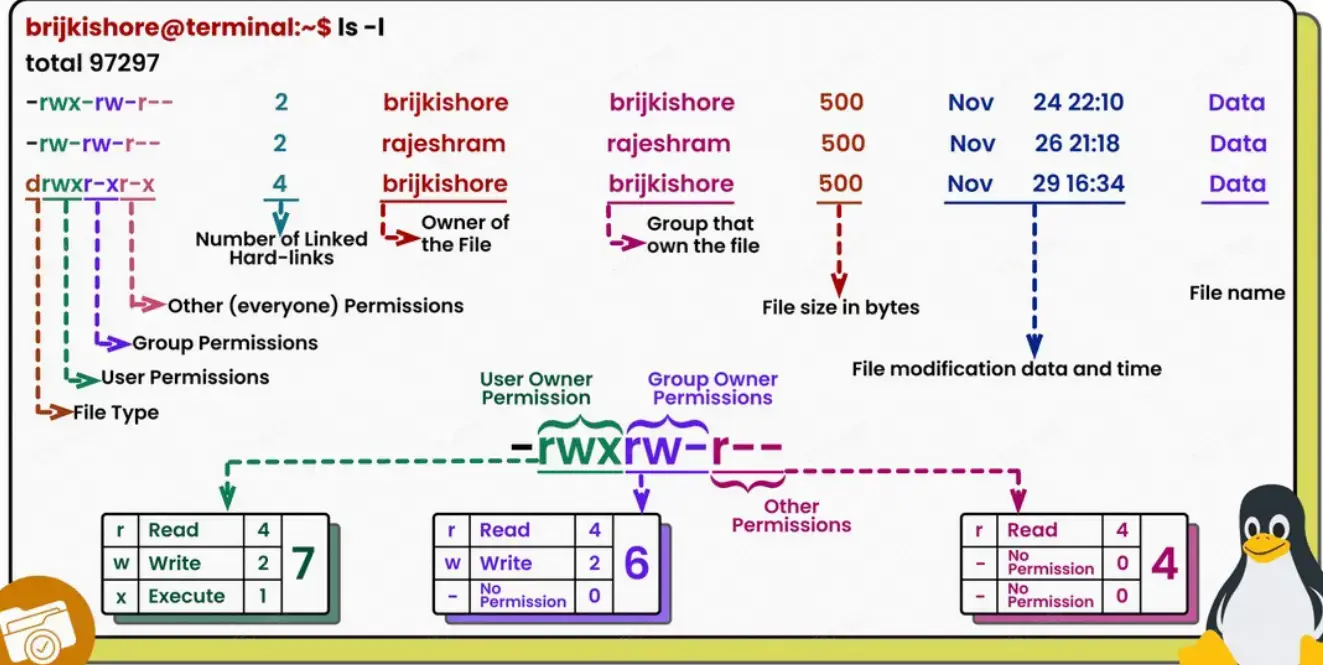 brijkishore@terminal:~$ ls -l
total 97297
-rwx-rw-r-- 2 brijkishore brijkishore 500 Nov 24 22:10 Data
-rw-rw-r-- 2 rajeshram rajeshram 500 Nov 26 21:18 Data
drwxr-xr-x 4 brijkishore brijkishore 500 Nov 29 16:34 Data
Number of Linked
Hard-links
Owner of
the File
Group that
own the file
File size in bytes
File name
File modification data and time
Other (everyone) Permissions
Group Permissions
User Permissions
File Type
User Owner
Permission
Group Owner
Permissions
-rwxrw-r--
Other
Permissions
r Read 4
w Write 2
x Execute 1
7
r Read 4
w Write 2
- No Permission 0
6
r Read 4
- No Permission 0
- No Permission 0
4